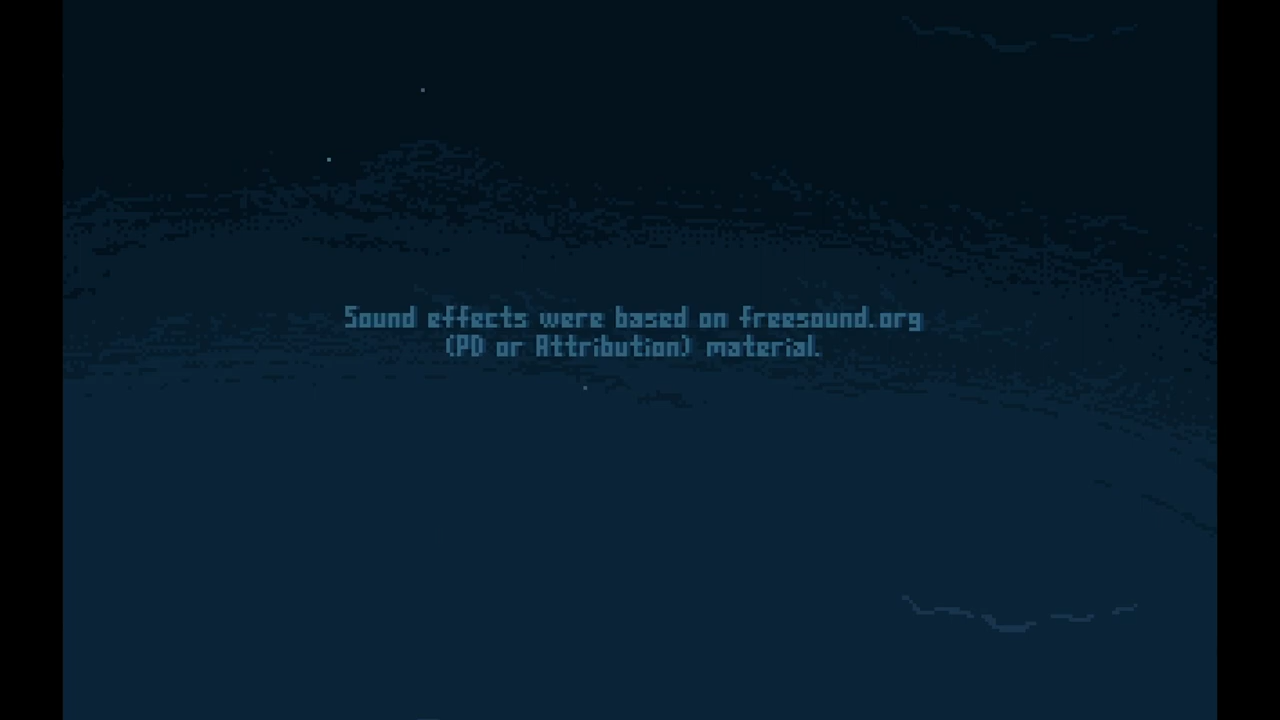 Sound effects were based on freesound.org
(PD or Attribution) material.